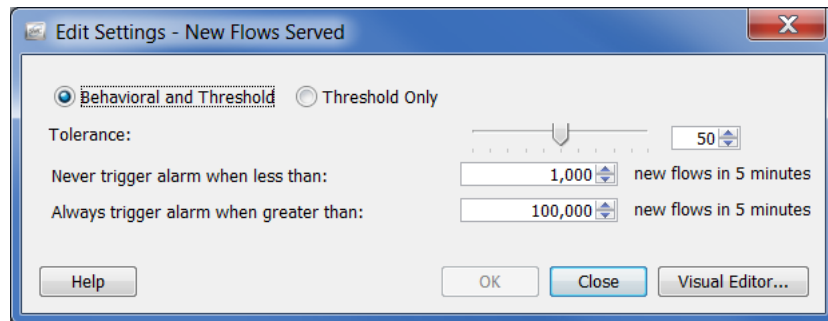 Edit Settings - New Flows Served
Behavioral and Threshold Threshold Only
Tolerance: 50
Never trigger alarm when less than: 1,000 new flows in 5 minutes
Always trigger alarm when greater than: 100,000 new flows in 5 minutes
Help OK Close Visual Editor...